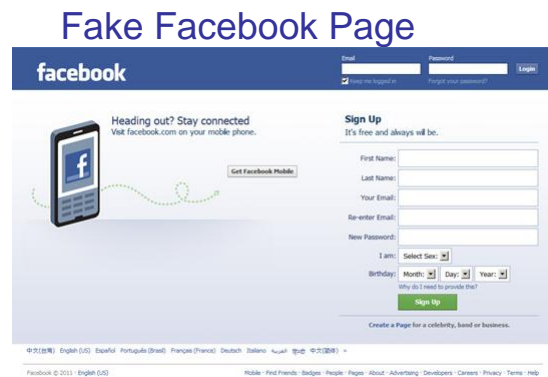 Fake Facebook Page
Email Password
facebook Login
Keep me logged in Forgot your password?
Heading out? Stay connected
Visit facebook.com on your mobile phone.
Get Facebook Mobile
Sign Up
It's free and always will be.
First Name:
Last Name:
Your Email:
Re-enter Email:
New Password:
I am: Select Sex:
Birthday: Month: Day: Year:
Why do I need to provide this?
Sign Up
Create a Page for a celebrity, band or business.
中文(台灣) English (US) Español Português (Brasil) Français (France) Deutsch Italiano العربية हिन्दी 中文(简体) »
Facebook © 2011 · English (US) Mobile · Find Friends · Badges · People · Pages · About · Advertising · Developers · Careers · Privacy · Terms · Help